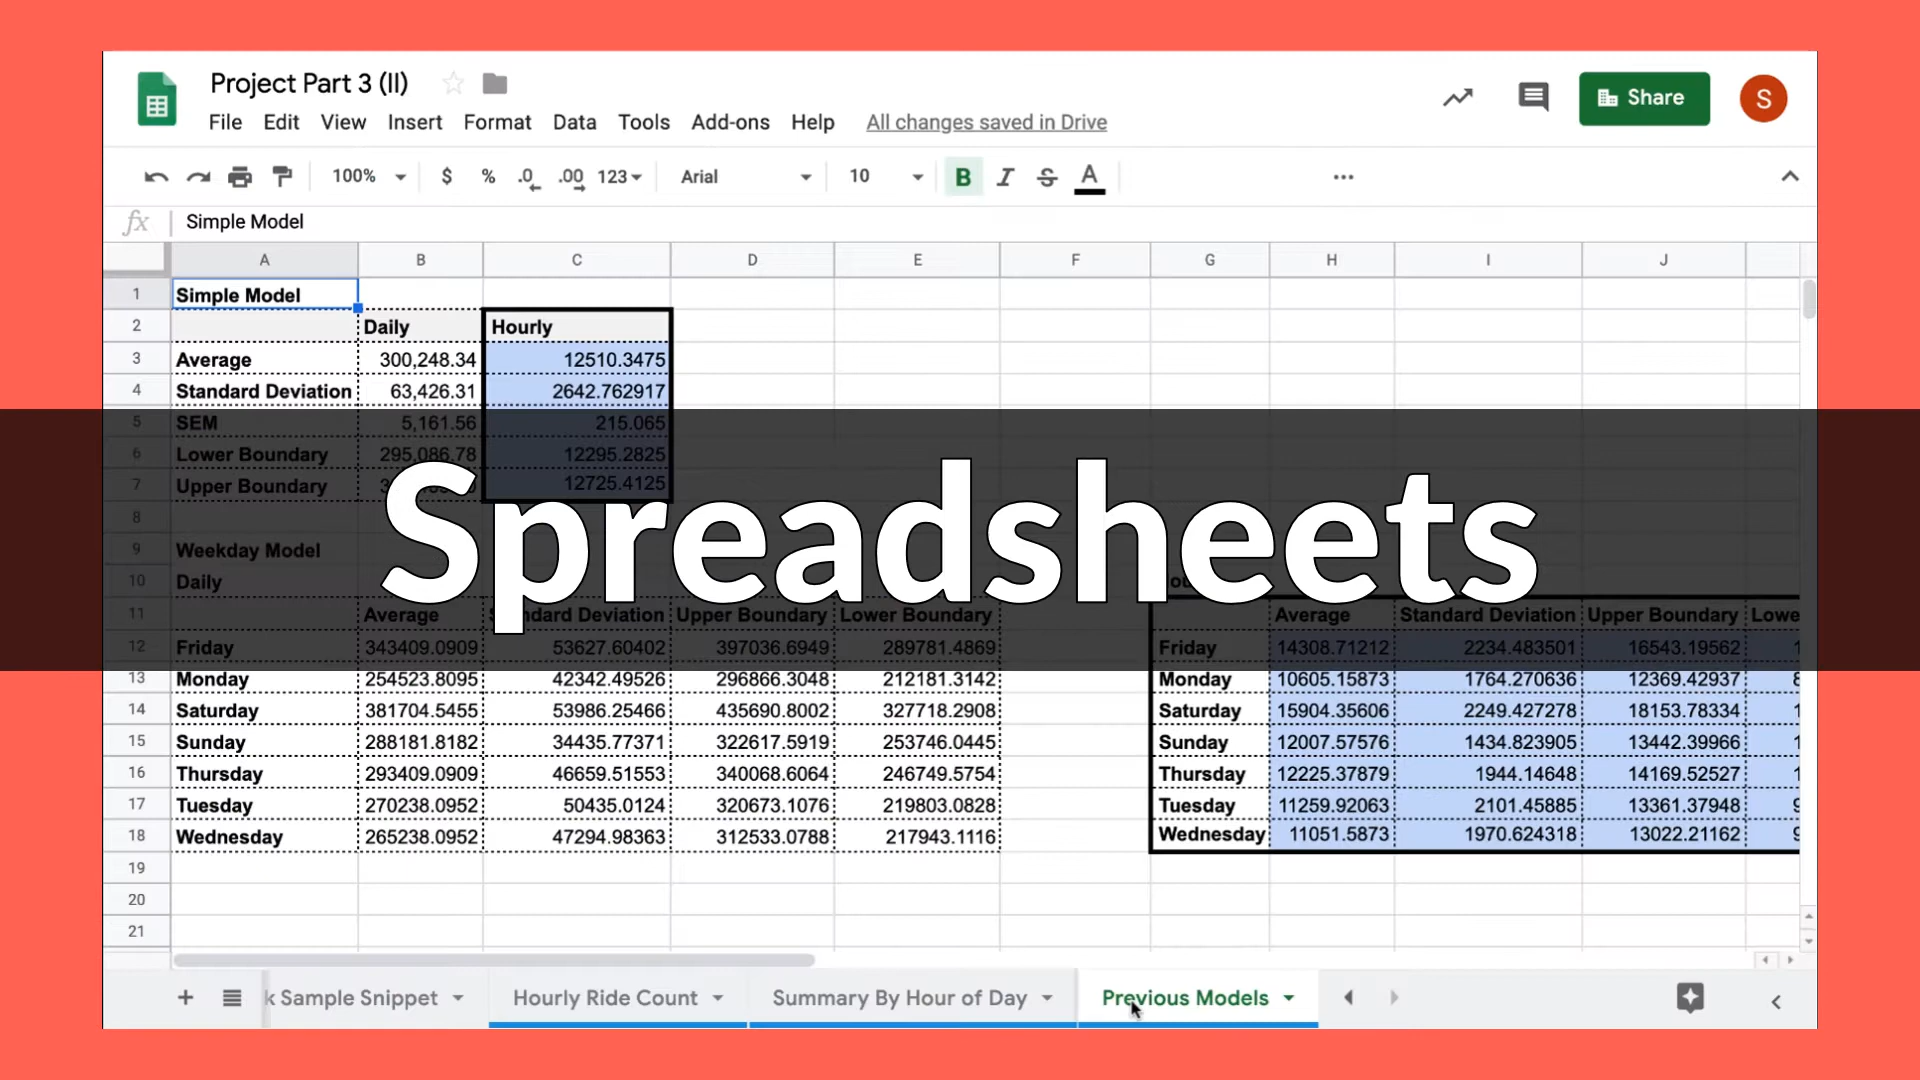 Project Part 3 (II)
File Edit View Insert Format Data Tools Add-ons Help All changes saved in Drive
Share
S
100% $ % .0 .00 123 Arial 10 B I S A
fx Simple Model
A B C D E F G H I J
1 Simple Model
2 Daily Hourly
3 Average 300,248.34 12510.3475
4 Standard Deviation 63,426.31 2642.762917
5 SEM 5,161.56 215.065
6 Lower Boundary 295,086.78 12295.2825
7 Upper Boundary 12725.4125
8
Spreadsheets
9 Weekday Model
10 Daily
11 Average Standard Deviation Upper Boundary Lower Boundary Average Standard Deviation Upper Boundary Lowe
12 Friday 343409.0909 53627.60402 397036.6949 289781.4869 Friday 14308.71212 2234.483501 16543.19562 1
13 Monday 254523.8095 42342.49526 296866.3048 212181.3142 Monday 10605.15873 1764.270636 12369.42937 8
14 Saturday 381704.5455 53986.25466 435690.8002 327718.2908 Saturday 15904.35606 2249.427278 18153.78334 1
15 Sunday 288181.8182 34435.77371 322617.5919 253746.0445 Sunday 12007.57576 1434.823905 13442.39966 1
16 Thursday 293409.0909 46659.51553 340068.6064 246749.5754 Thursday 12225.37879 1944.14648 14169.52527 1
17 Tuesday 270238.0952 50435.0124 320673.1076 219803.0828 Tuesday 11259.92063 2101.45885 13361.37948 9
18 Wednesday 265238.0952 47294.98363 312533.0788 217943.1116 Wednesday 11051.5873 1970.624318 13022.21162 9
19
20
21
k Sample Snippet Hourly Ride Count Summary By Hour of Day Previous Models